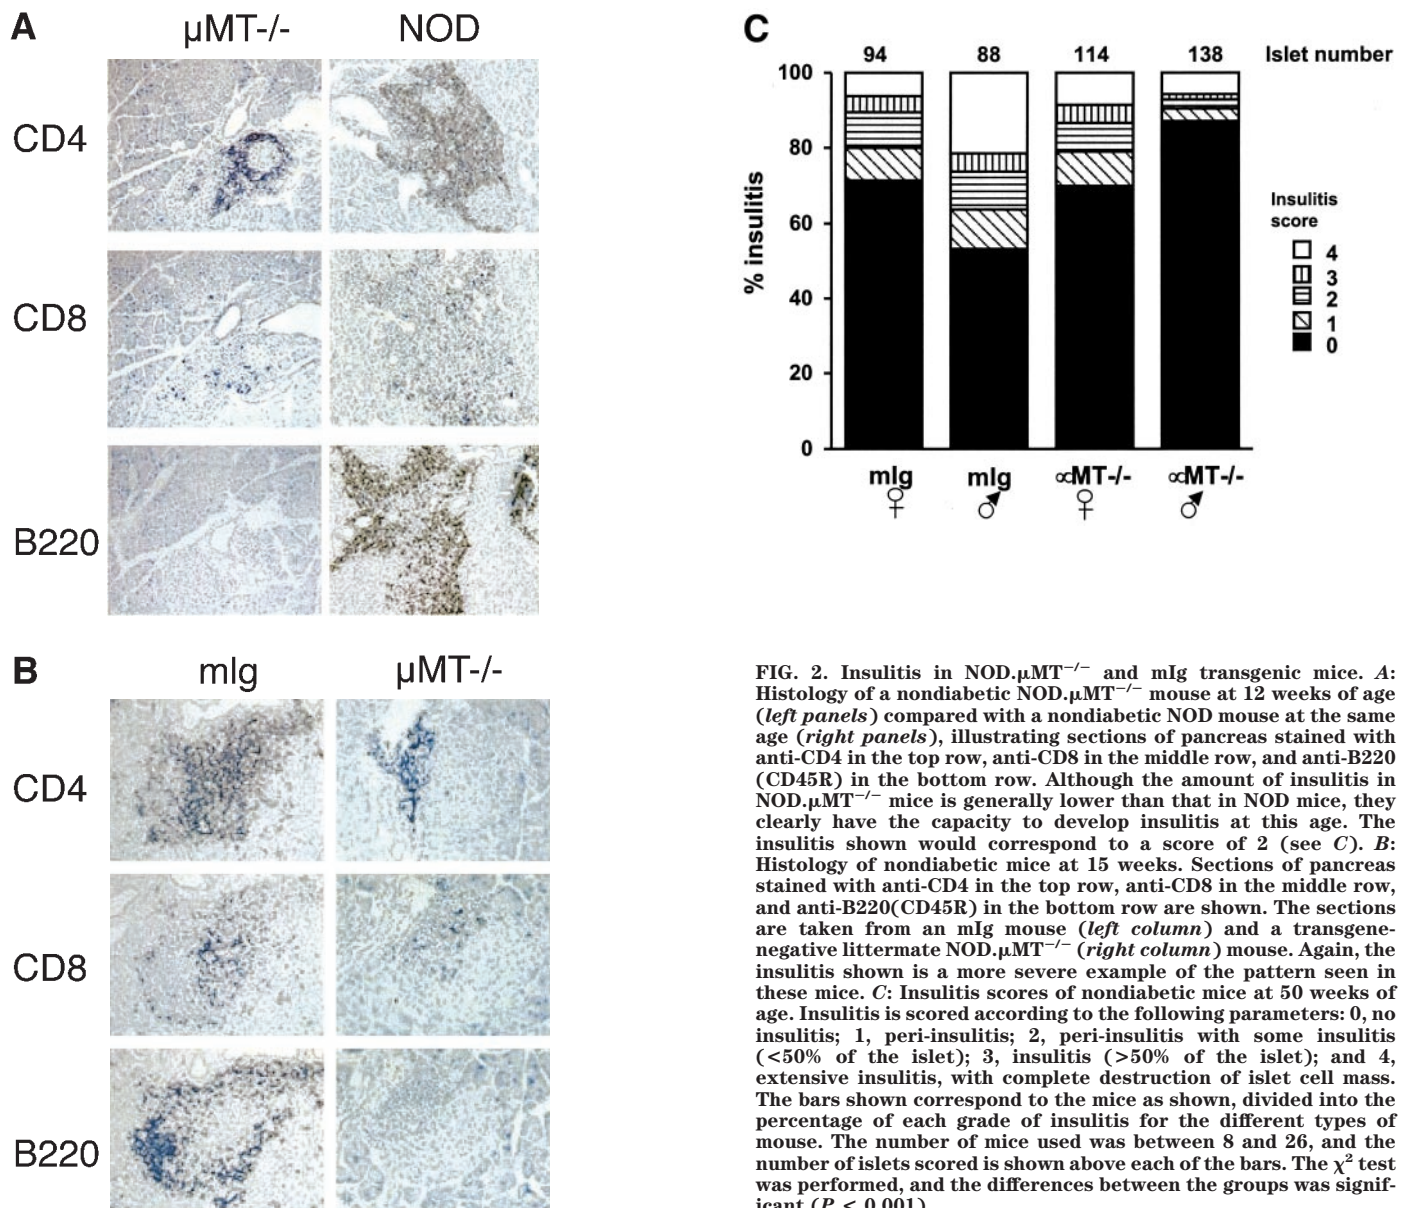 A
µMT-/-
NOD
CD4
CD8
B220
B
mIg
µMT-/-
CD4
CD8
B220
C
94
88
114
138
Islet number
100
80
60
40
20
0
% insulitis
Insulitis
score
4
3
2
1
0
mIg
mIg
∝MT-/-
∝MT-/-
♀
♂
♀
♂
FIG. 2. Insulitis in NOD.µMT−/− and mIg transgenic mice. A:
Histology of a nondiabetic NOD.µMT−/− mouse at 12 weeks of age
(left panels) compared with a nondiabetic NOD mouse at the same
age (right panels), illustrating sections of pancreas stained with
anti-CD4 in the top row, anti-CD8 in the middle row, and anti-B220
(CD45R) in the bottom row. Although the amount of insulitis in
NOD.µMT−/− mice is generally lower than that in NOD mice, they
clearly have the capacity to develop insulitis at this age. The
insulitis shown would correspond to a score of 2 (see C). B:
Histology of nondiabetic mice at 15 weeks. Sections of pancreas
stained with anti-CD4 in the top row, anti-CD8 in the middle row,
and anti-B220(CD45R) in the bottom row are shown. The sections
are taken from an mIg mouse (left column) and a transgene-
negative littermate NOD.µMT−/− (right column) mouse. Again, the
insulitis shown is a more severe example of the pattern seen in
these mice. C: Insulitis scores of nondiabetic mice at 50 weeks of
age. Insulitis is scored according to the following parameters: 0, no
insulitis; 1, peri-insulitis; 2, peri-insulitis with some insulitis
(<50% of the islet); 3, insulitis (>50% of the islet); and 4,
extensive insulitis, with complete destruction of islet cell mass.
The bars shown correspond to the mice as shown, divided into the
percentage of each grade of insulitis for the different types of
mouse. The number of mice used was between 8 and 26, and the
number of islets scored is shown above each of the bars. The χ² test
was performed, and the differences between the groups was signif-
icant (P < 0.001)